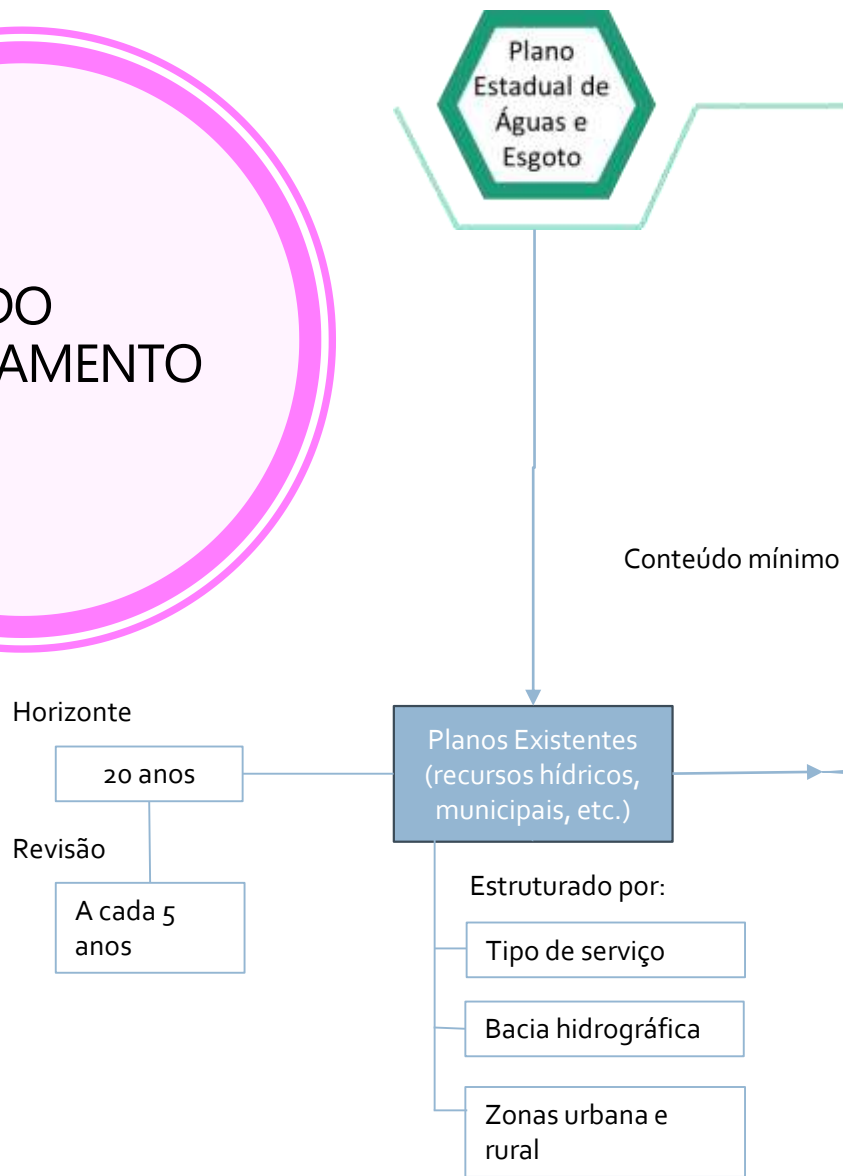 Plano
Estadual de
Águas e
Esgoto
DO
AMENTO
Conteúdo mínimo
Horizonte
20 anos
Revisão
A cada 5
anos
Planos Existentes
(recursos hídricos,
municipais, etc.)
Estruturado por:
Tipo de serviço
Bacia hidrográfica
Zonas urbana e
rural